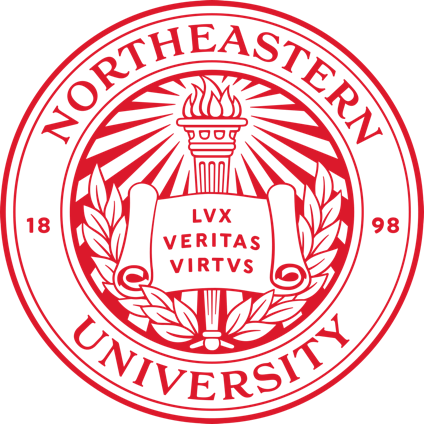 NORTHEASTERN
18 98
LVX
VERITAS
VIRTVS
UNIVERSITY